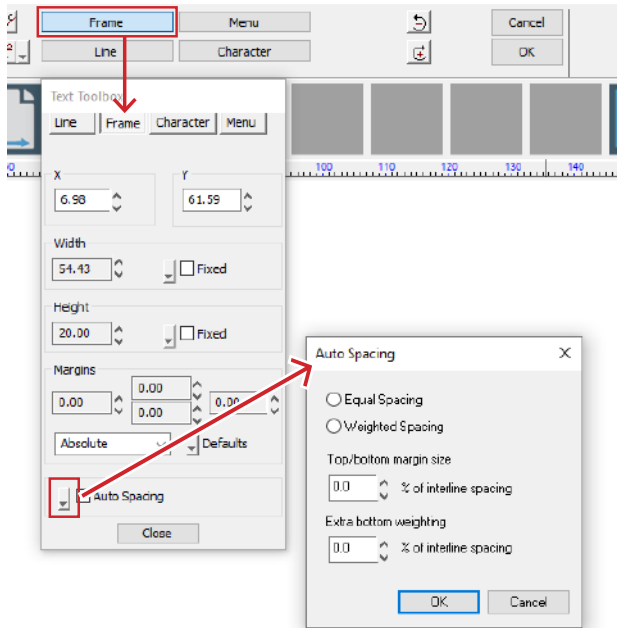 Frame Menu Cancel
Line Character OK
Text Toolbox
Line Frame Character Menu
100 110 120 130 140
X Y
6.98 61.59
Width
54.43 Fixed
Height
20.00 Fixed
Margins
0.00 0.00 0.00
0.00
Absolute Defaults
Auto Spacing
Close
Auto Spacing X
Equal Spacing
Weighted Spacing
Top/bottom margin size
0.0 % of interline spacing
Extra bottom weighting
0.0 % of interline spacing
OK Cancel